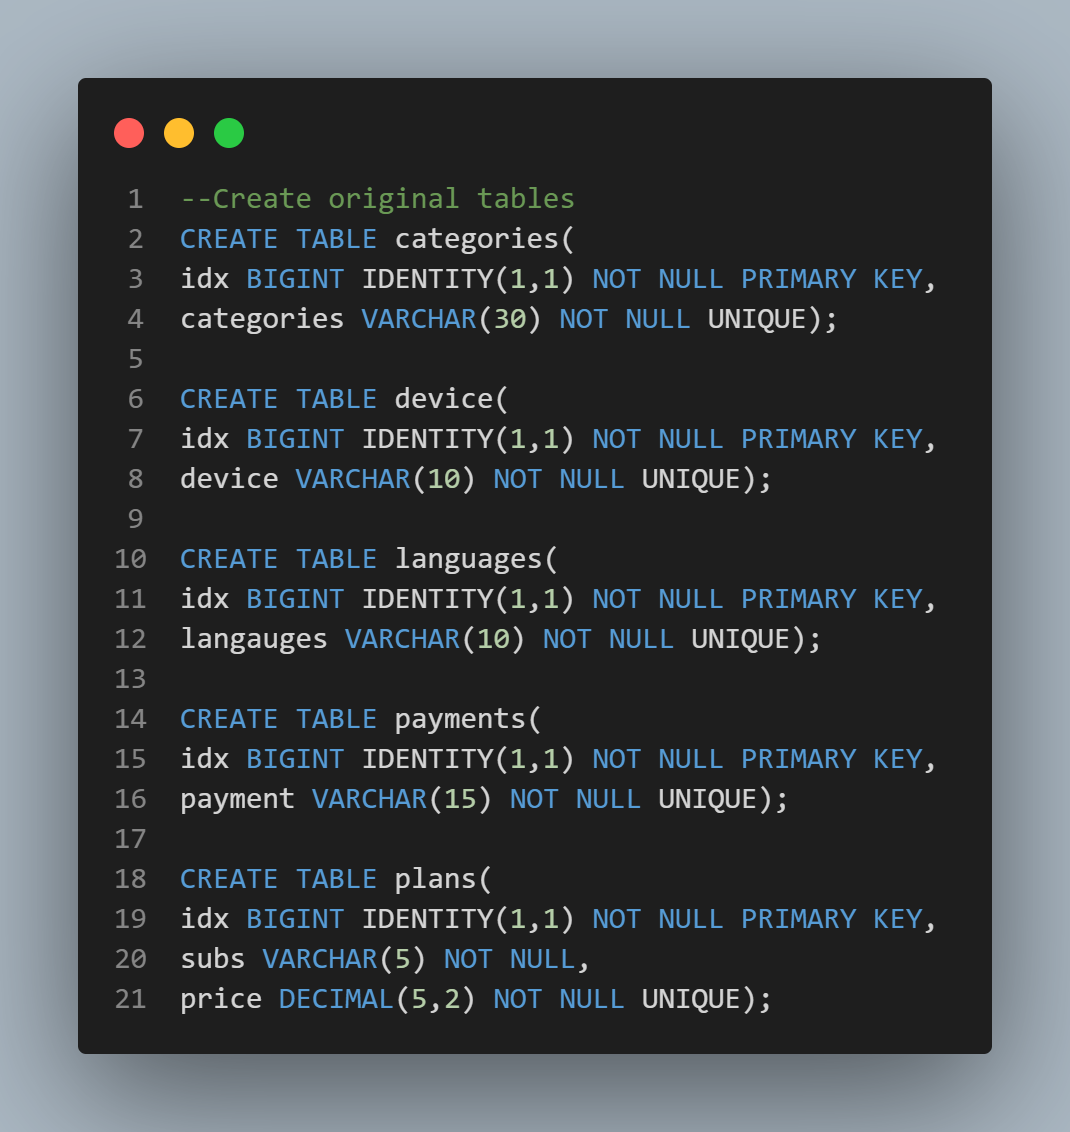 1 --Create original tables
2 CREATE TABLE categories(
3 idx BIGINT IDENTITY(1,1) NOT NULL PRIMARY KEY,
4 categories VARCHAR(30) NOT NULL UNIQUE);
5
6 CREATE TABLE device(
7 idx BIGINT IDENTITY(1,1) NOT NULL PRIMARY KEY,
8 device VARCHAR(10) NOT NULL UNIQUE);
9
10 CREATE TABLE languages(
11 idx BIGINT IDENTITY(1,1) NOT NULL PRIMARY KEY,
12 langauges VARCHAR(10) NOT NULL UNIQUE);
13
14 CREATE TABLE payments(
15 idx BIGINT IDENTITY(1,1) NOT NULL PRIMARY KEY,
16 payment VARCHAR(15) NOT NULL UNIQUE);
17
18 CREATE TABLE plans(
19 idx BIGINT IDENTITY(1,1) NOT NULL PRIMARY KEY,
20 subs VARCHAR(5) NOT NULL,
21 price DECIMAL(5,2) NOT NULL UNIQUE);